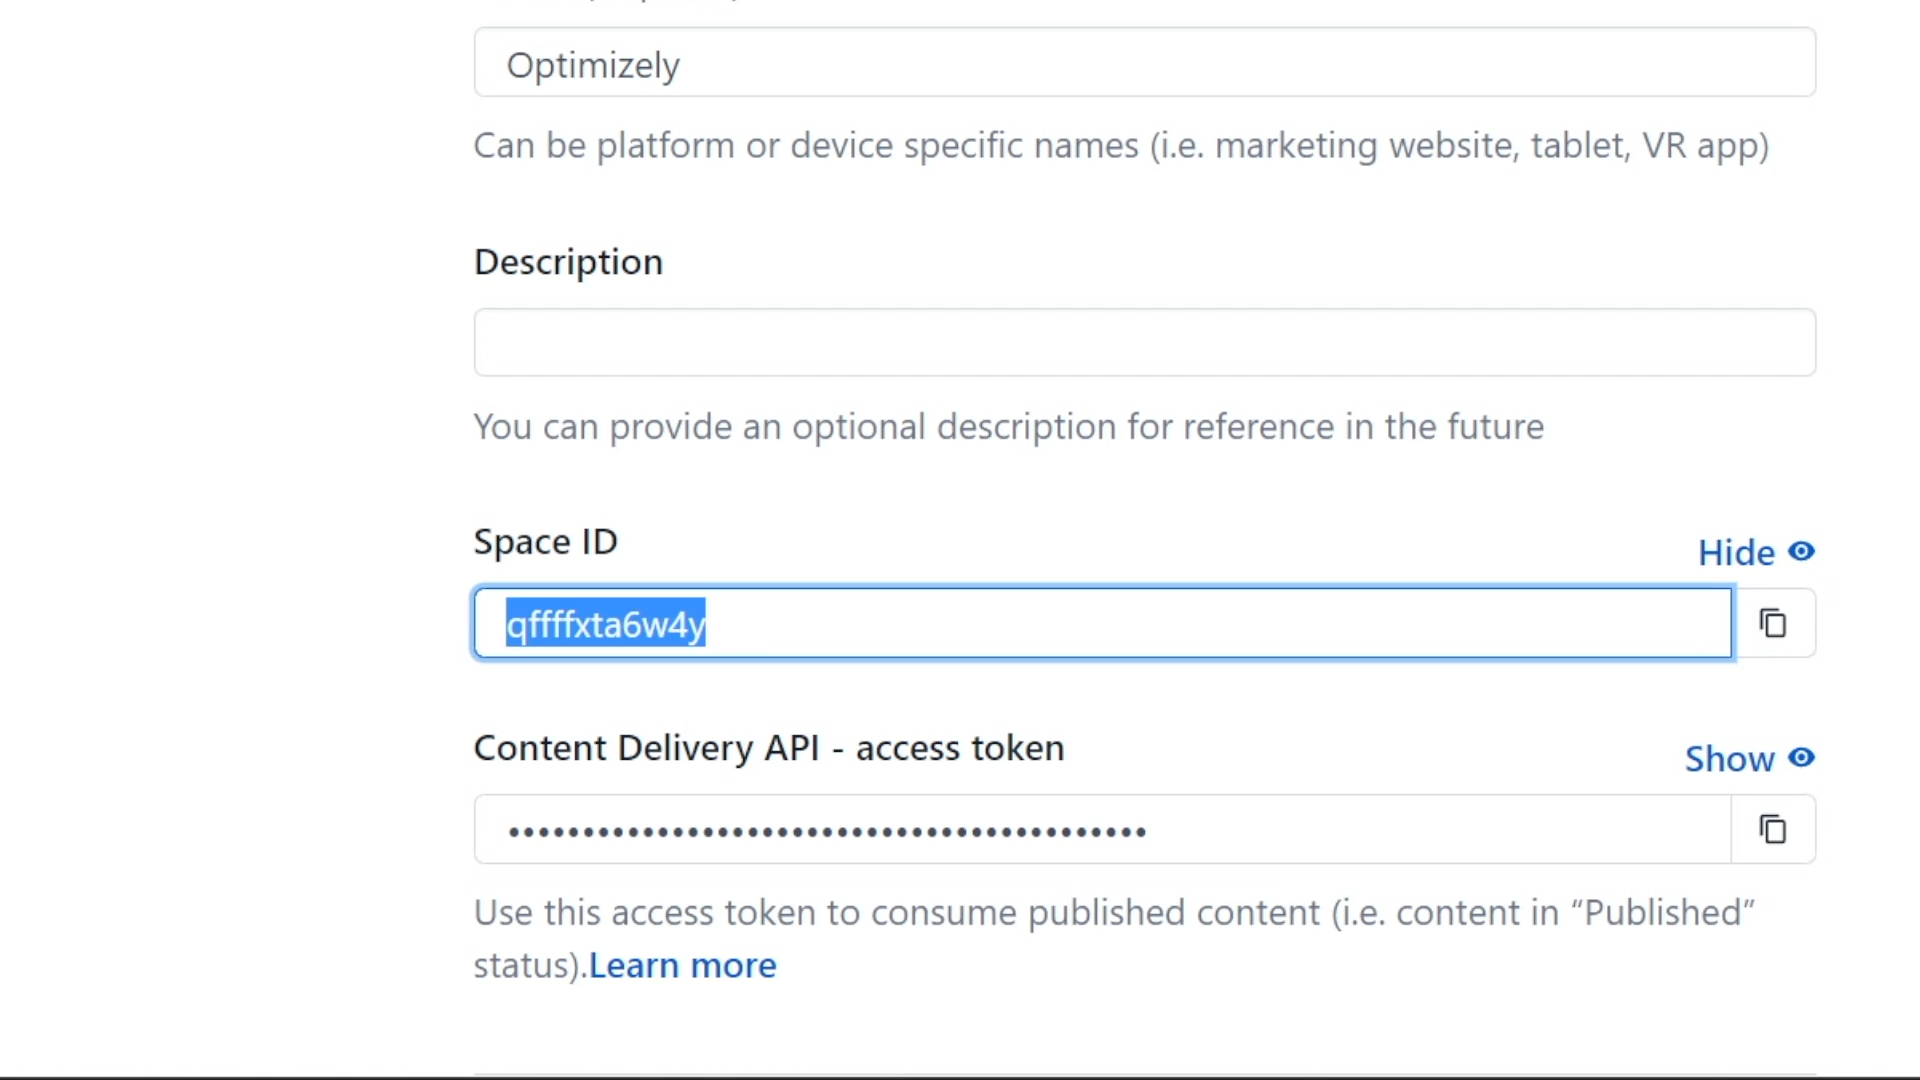 Optimizely
Can be platform or device specific names (i.e. marketing website, tablet, VR app)
Description
You can provide an optional description for reference in the future
Space ID
Hide
qffffxta6w4y
Content Delivery API - access token
Show
••••••••••••••••••••••••••••••••••••••••••• 
Use this access token to consume published content (i.e. content in “Published”
status).Learn more